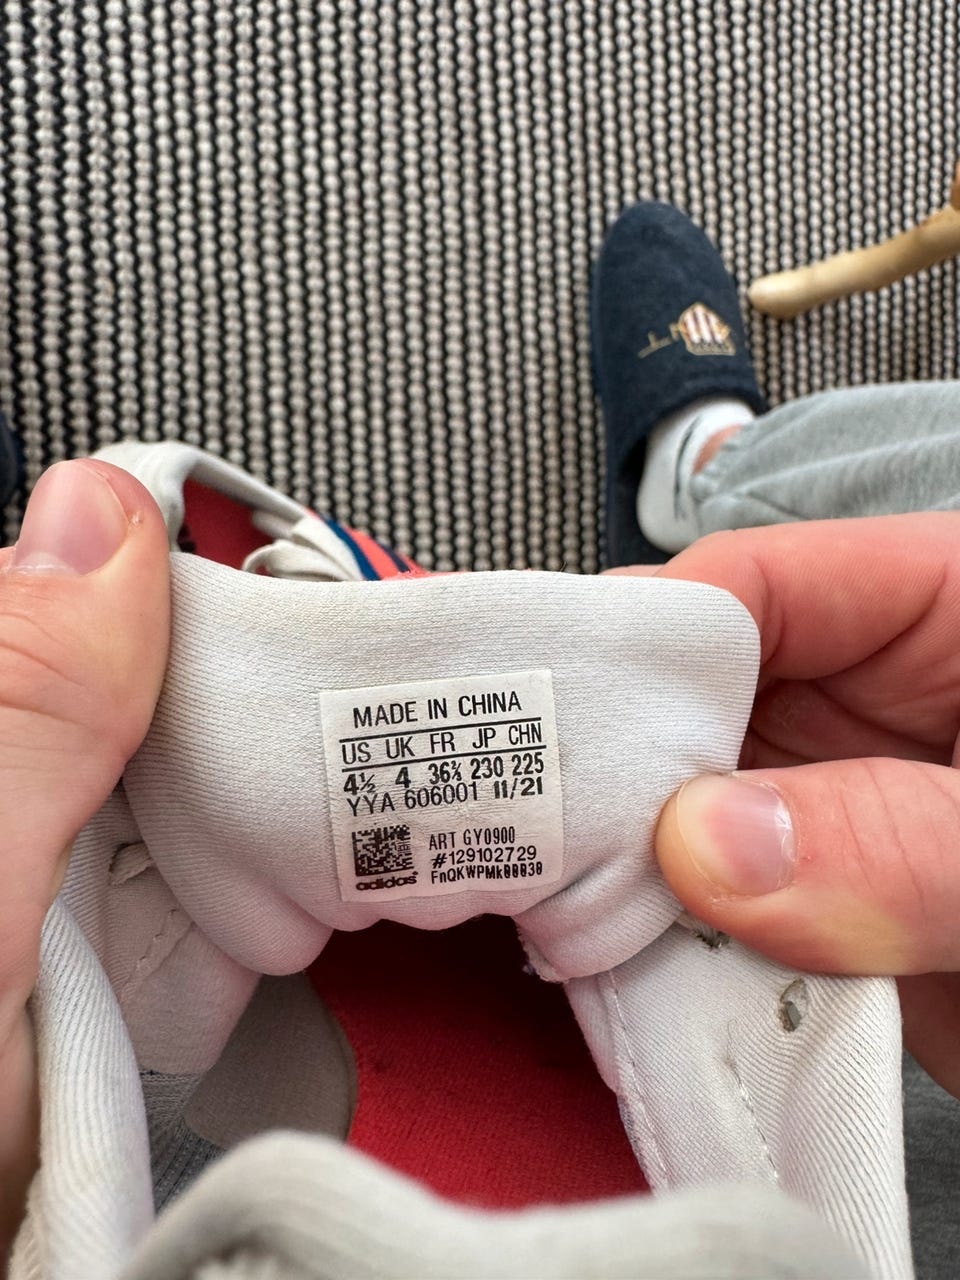 MADE IN CHINA
US UK FR JP CHN
4½ 4 36⅔ 230 225
YYA 606001 11/21
ART GY0900
#129102729
adidas